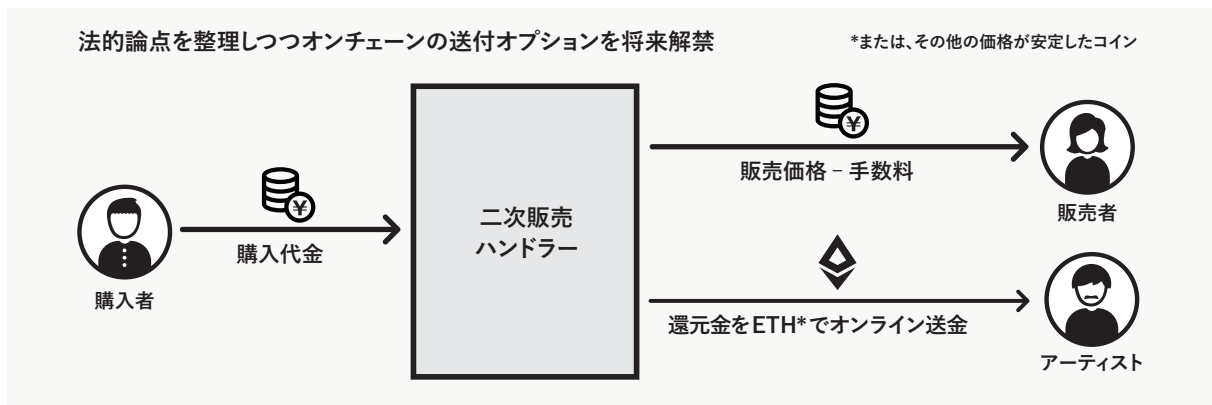 法的論点を整理しつつオンチェーンの送付オプションを将来解禁
*または、その他の価格が安定したコイン
購入者
¥
購入代金
二次販売
ハンドラー
¥
販売価格 − 手数料
販売者
還元金をETH*でオンライン送金
アーティスト